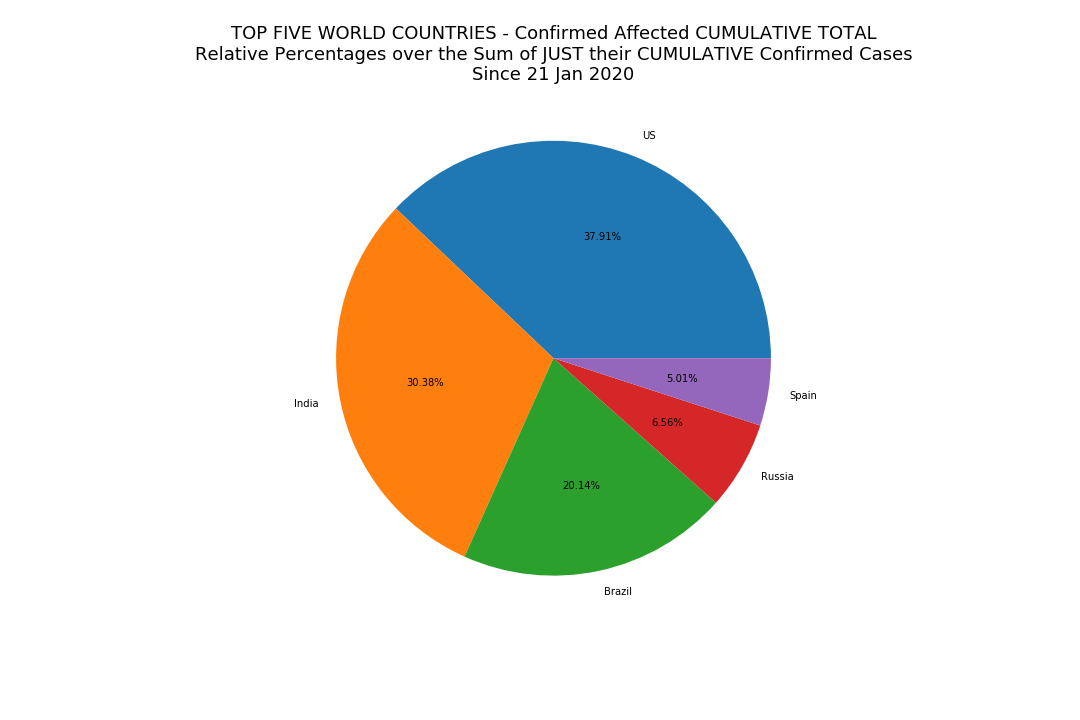 TOP FIVE WORLD COUNTRIES - Confirmed Affected CUMULATIVE TOTAL
Relative Percentages over the Sum of JUST their CUMULATIVE Confirmed Cases
Since 21 Jan 2020
US
37.91%
30.38%
India
5.01%
Spain
6.56%
Russia
20.14%
Brazil